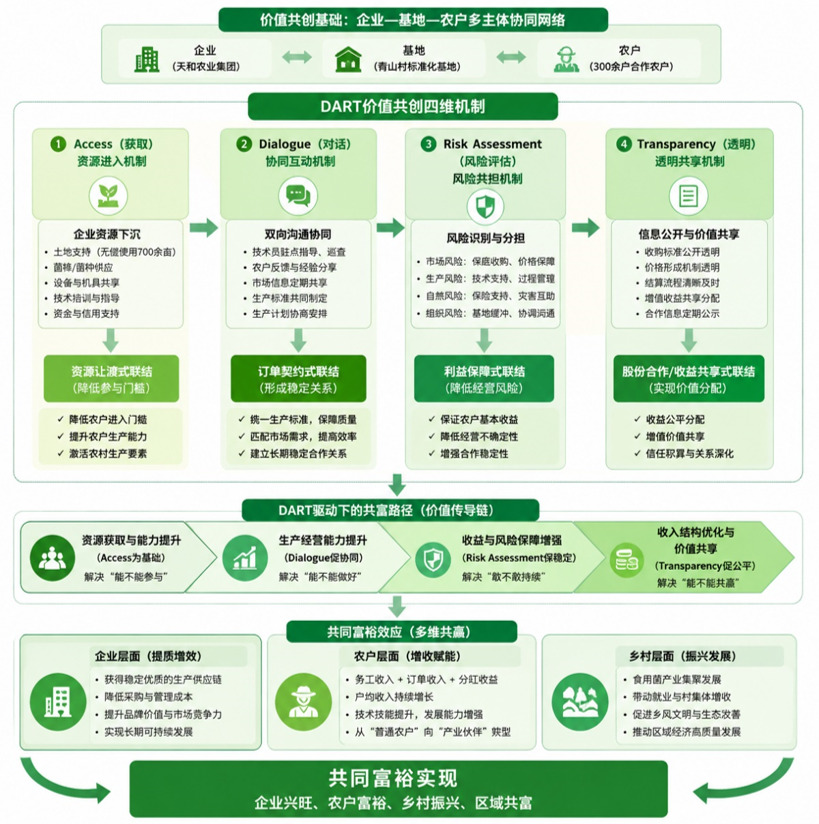 价值共创基础：企业—基地—农户多主体协同网络
企业
（天和农业集团）
基地
（青山村标准化基地）
农户
（300余户合作农户）
DART价值共创四维机制
1 Access（获取）
资源进入机制
企业资源下沉
• 土地支持（无偿使用700余亩）
• 菌棒/菌种供应
• 设备与机具共享
• 技术培训与指导
• 资金与信用支持
资源让渡式联结
（降低参与门槛）
✓ 降低农户进入门槛
✓ 提升农户生产能力
✓ 激活农村生产要素
2 Dialogue（对话）
协同互动机制
双向沟通协同
• 技术员驻点指导、巡查
• 农户反馈与经验分享
• 市场信息定期共享
• 生产标准共同制定
• 生产计划协商安排
订单契约式联结
（形成稳定关系）
✓ 统一生产标准，保障质量
✓ 匹配市场需求，提高效率
✓ 建立长期稳定合作关系
3 Risk Assessment
（风险评估）
风险共担机制
风险识别与分担
• 市场风险：保底收购、价格保障
• 生产风险：技术支持、过程管理
• 自然风险：保险支持、灾害互助
• 组织风险：基地缓冲、协调沟通
利益保障式联结
（降低经营风险）
✓ 保证农户基本收益
✓ 降低经营不确定性
✓ 增强合作稳定性
4 Transparency（透明）
透明共享机制
信息公开与价值共享
• 收购标准公开透明
• 价格形成机制透明
• 结算流程清晰及时
• 增值收益共享分配
• 合作信息定期公示
股份合作/收益共享式联结
（实现价值分配）
✓ 收益公平分配
✓ 增值价值共享
✓ 信任积累与关系深化
DART驱动下的共富路径（价值传导链）
资源获取与能力提升
（Access为基础）
解决“能不能参与”
生产经营能力提升
（Dialogue促协同）
解决“能不能做好”
收益与风险保障增强
（Risk Assessment保稳定）
解决“敢不敢持续”
收入结构优化与
价值共享
（Transparency促公平）
解决“能不能共赢”
共同富裕效应（多维共赢）
企业层面（提质增效）
• 获得稳定优质的生产供应链
• 降低采购与管理成本
• 提升品牌价值与市场竞争力
• 实现长期可持续发展
农户层面（增收赋能）
• 务工收入 + 订单收入 + 分红收益
• 户均收入持续增长
• 技术技能提升，发展能力增强
• 从“普通农户”向“产业伙伴”转型
乡村层面（振兴发展）
• 食用菌产业集聚发展
• 带动就业与村集体增收
• 促进乡风文明与生态改善
• 推动区域经济高质量发展
共同富裕实现
企业兴旺、农户富裕、乡村振兴、区域共富